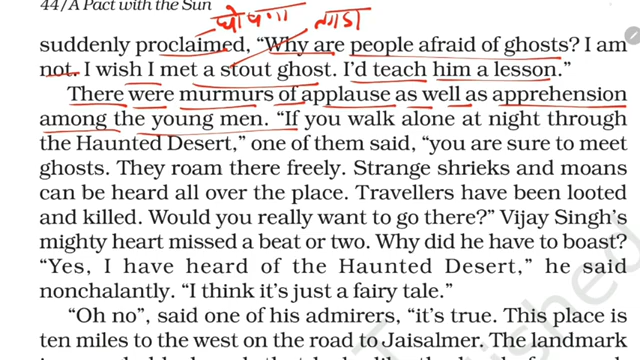 44/A Pact with the Sun
घोषणा तगड़ा
suddenly proclaimed, “Why are people afraid of ghosts? I am
not. I wish I met a stout ghost. I’d teach him a lesson.”
There were murmurs of applause as well as apprehension
among the young men. “If you walk alone at night through
the Haunted Desert,” one of them said, “you are sure to meet
ghosts. They roam there freely. Strange shrieks and moans
can be heard all over the place. Travellers have been looted
and killed. Would you really want to go there?” Vijay Singh’s
mighty heart missed a beat or two. Why did he have to boast?
“Yes, I have heard of the Haunted Desert,” he said
nonchalantly. “I think it’s just a fairy tale.”
“Oh no”, said one of his admirers, “it’s true. This place is
ten miles to the west on the road to Jaisalmer. The landmark